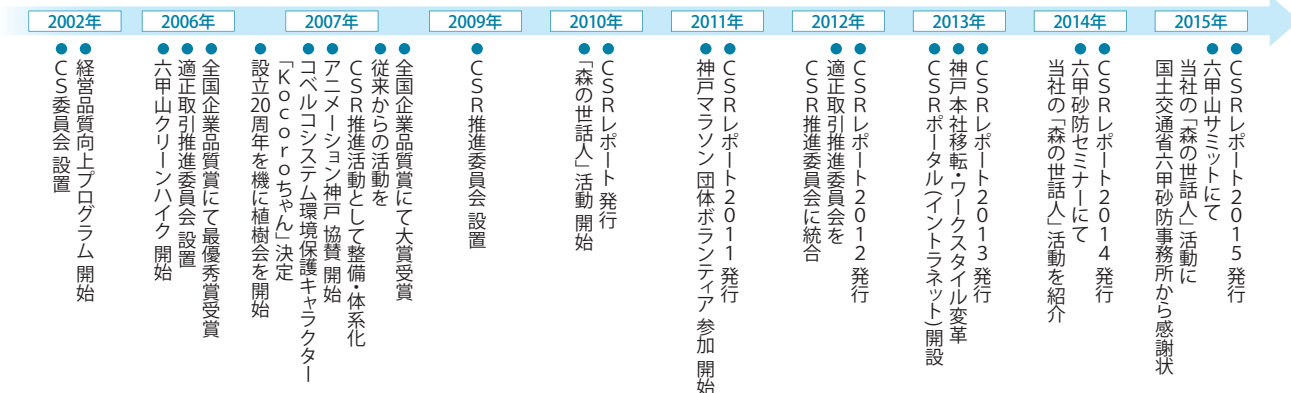 2002年
●経営品質向上プログラム 開始
●CS委員会 設置
2006年
●全国企業品質賞にて最優秀賞受賞
●適正取引推進委員会 設置
●六甲山クリーンハイク 開始
2007年
●全国企業品質賞にて大賞受賞
●従来からの活動を
CSR推進活動として整備・体系化
●アニメーション神戸 協賛 開始
●コベルコシステム環境保護キャラクター
「Kocoroちゃん」決定
●設立20周年を機に植樹会を開始
2009年
●CSR推進委員会 設置
2010年
●CSRレポート 発行
●「森の世話人」活動 開始
2011年
●CSRレポート2011 発行
●神戸マラソン 団体ボランティア 参加 開始
2012年
●CSRレポート2012 発行
●適正取引推進委員会を
CSR推進委員会に統合
2013年
●CSRレポート2013 発行
●神戸本社移転・ワークスタイル変革
●CSRポータル(イントラネット)開設
2014年
●CSRレポート2014 発行
●六甲砂防セミナーにて
当社の「森の世話人」活動を紹介
2015年
●CSRレポート2015 発行
●六甲山サミットにて
当社の「森の世話人」活動に
国土交通省六甲砂防事務所から感謝状